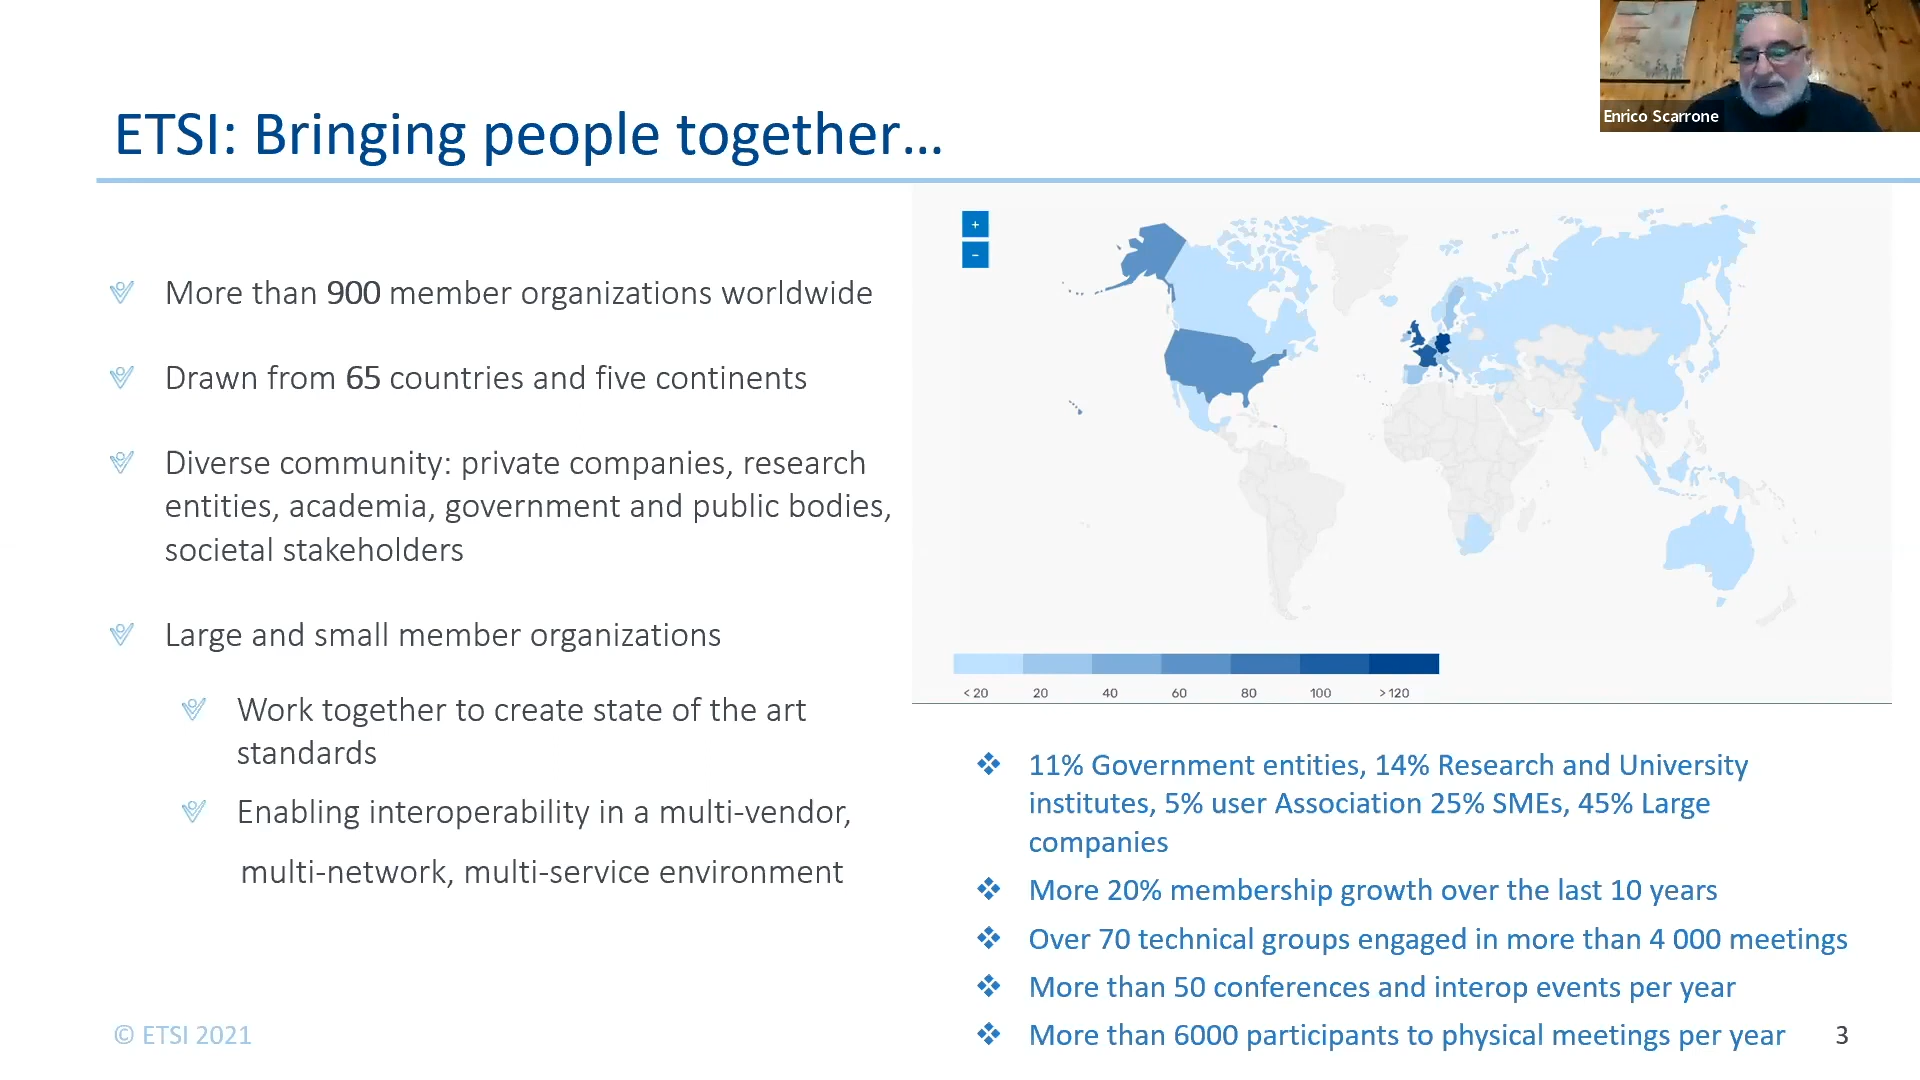 Enrico Scarrone
ETSI: Bringing people together...
More than 900 member organizations worldwide
Drawn from 65 countries and five continents
Diverse community: private companies, research
entities, academia, government and public bodies,
societal stakeholders
Large and small member organizations
Work together to create state of the art
standards
Enabling interoperability in a multi-vendor,
multi-network, multi-service environment
+
−
< 20 20 40 60 80 100 > 120
11% Government entities, 14% Research and University
institutes, 5% user Association 25% SMEs, 45% Large
companies
More 20% membership growth over the last 10 years
Over 70 technical groups engaged in more than 4 000 meetings
More than 50 conferences and interop events per year
More than 6000 participants to physical meetings per year
© ETSI 2021
3